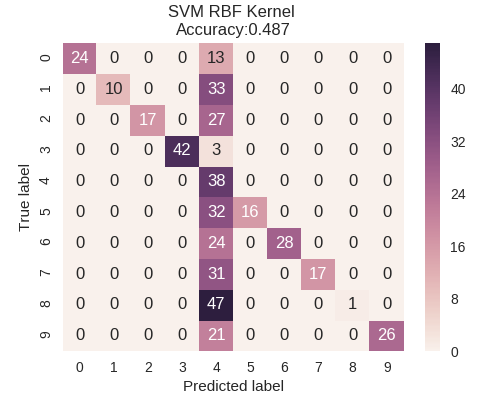 SVM RBF Kernel
Accuracy:0.487
0 24 0 0 0 13 0 0 0 0 0
1 0 10 0 0 33 0 0 0 0 0
2 0 0 17 0 27 0 0 0 0 0
3 0 0 0 42 3 0 0 0 0 0
4 0 0 0 0 38 0 0 0 0 0
5 0 0 0 0 32 16 0 0 0 0
6 0 0 0 0 24 0 28 0 0 0
7 0 0 0 0 31 0 0 17 0 0
8 0 0 0 0 47 0 0 0 1 0
9 0 0 0 0 21 0 0 0 0 26
0 1 2 3 4 5 6 7 8 9
Predicted label
True label
40
32
24
16
8
0